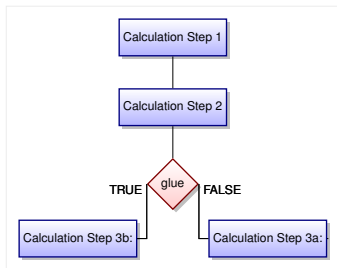 Calculation Step 1
Calculation Step 2
glue
TRUE
FALSE
Calculation Step 3b:
Calculation Step 3a: